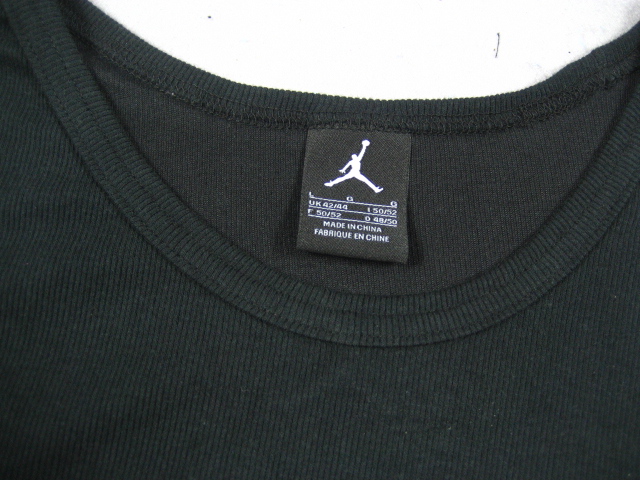 L G G
UK 42/44 I 50/52
F 50/52 D 48/50
MADE IN CHINA
FABRIQUE EN CHINE